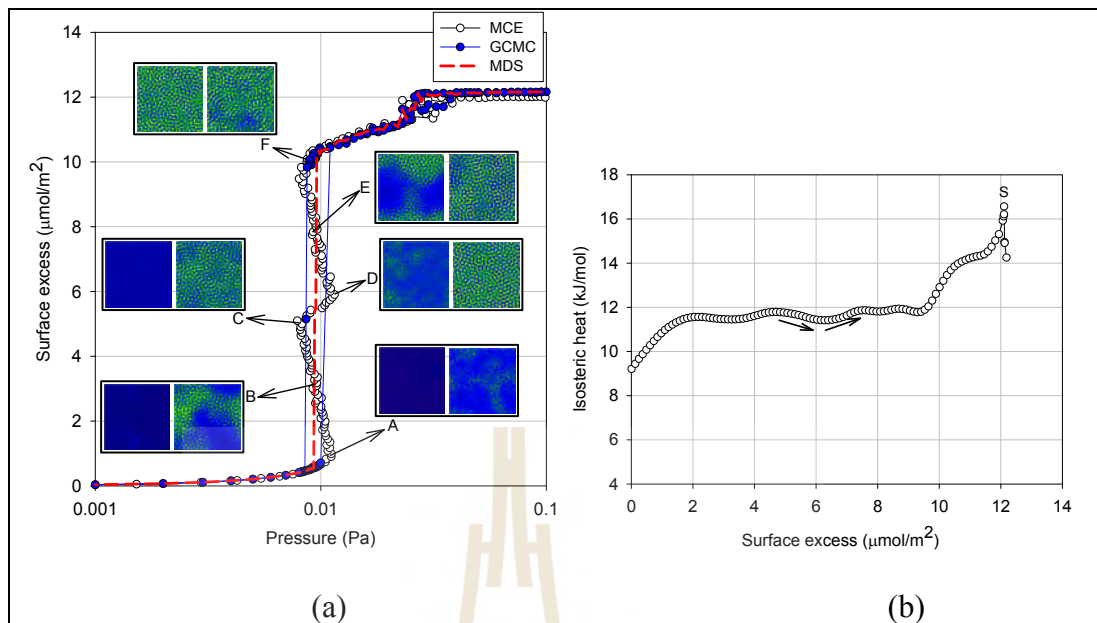 14
12
10
8
6
4
2
0
Surface excess (μmol/m²)
0.001
0.01
0.1
Pressure (Pa)
MCE
GCMC
MDS
F
E
D
C
B
A
(a)
18
16
14
12
10
8
6
4
Isosteric heat (kJ/mol)
0
2
4
6
8
10
12
14
Surface excess (μmol/m²)
S
(b)